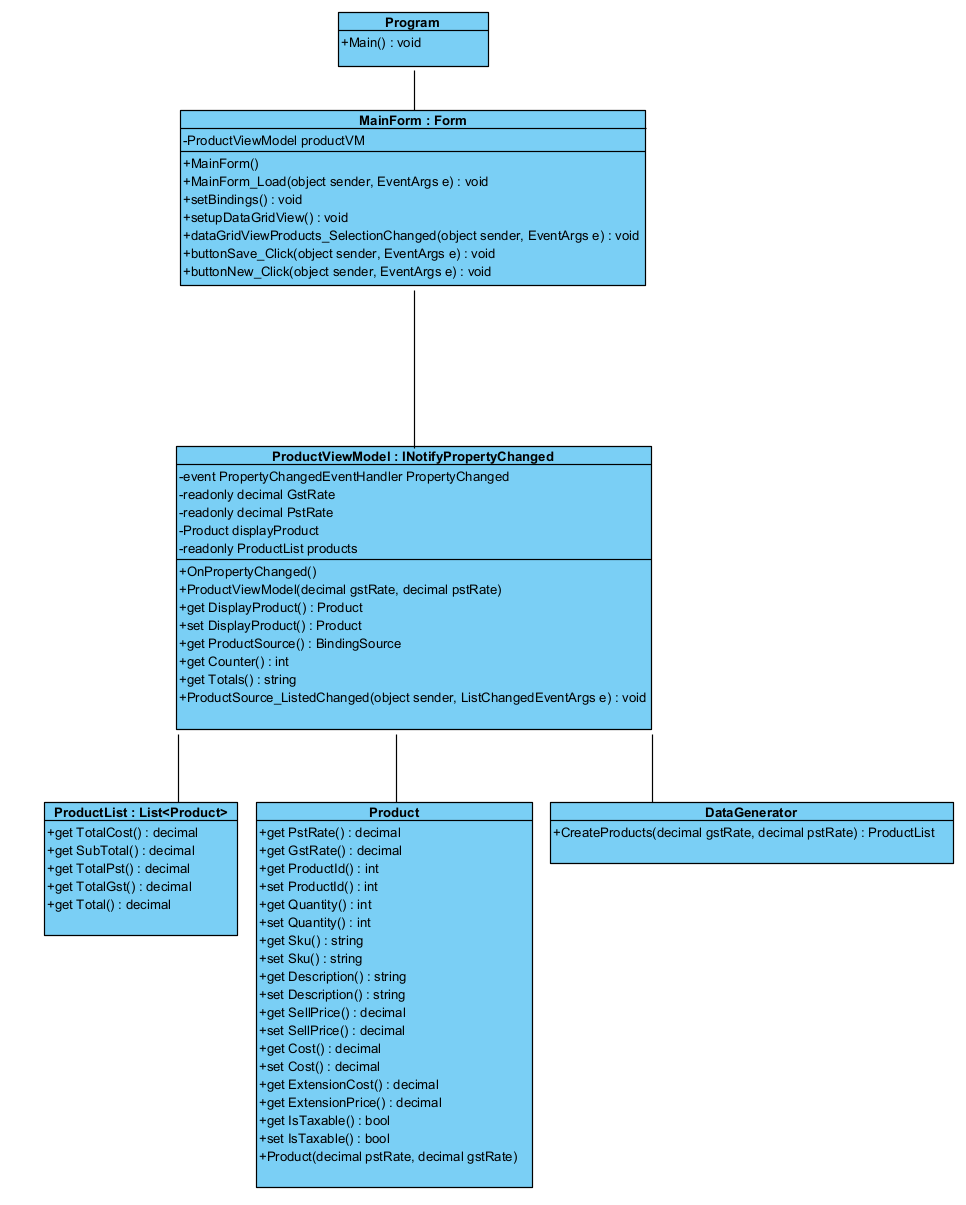 Program
+Main() : void
MainForm : Form
-ProductViewModel productVM
+MainForm()
+MainForm_Load(object sender, EventArgs e) : void
+setBindings() : void
+setupDataGridView() : void
+dataGridViewProducts_SelectionChanged(object sender, EventArgs e) : void
+buttonSave_Click(object sender, EventArgs e) : void
+buttonNew_Click(object sender, EventArgs e) : void
ProductViewModel : INotifyPropertyChanged
-event PropertyChangedEventHandler PropertyChanged
-readonly decimal GstRate
-readonly decimal PstRate
-Product displayProduct
-readonly ProductList products
+OnPropertyChanged()
+ProductViewModel(decimal gstRate, decimal pstRate)
+get DisplayProduct() : Product
+set DisplayProduct() : Product
+get ProductSource() : BindingSource
+get Counter() : int
+get Totals() : string
+ProductSource_ListedChanged(object sender, ListChangedEventArgs e) : void
ProductList : List<Product>
+get TotalCost() : decimal
+get SubTotal() : decimal
+get TotalPst() : decimal
+get TotalGst() : decimal
+get Total() : decimal
Product
+get PstRate() : decimal
+get GstRate() : decimal
+get ProductId() : int
+set ProductId() : int
+get Quantity() : int
+set Quantity() : int
+get Sku() : string
+set Sku() : string
+get Description() : string
+set Description() : string
+get SellPrice() : decimal
+set SellPrice() : decimal
+get Cost() : decimal
+set Cost() : decimal
+get ExtensionCost() : decimal
+get ExtensionPrice() : decimal
+get IsTaxable() : bool
+set IsTaxable() : bool
+Product(decimal pstRate, decimal gstRate)
DataGenerator
+CreateProducts(decimal gstRate, decimal pstRate) : ProductList